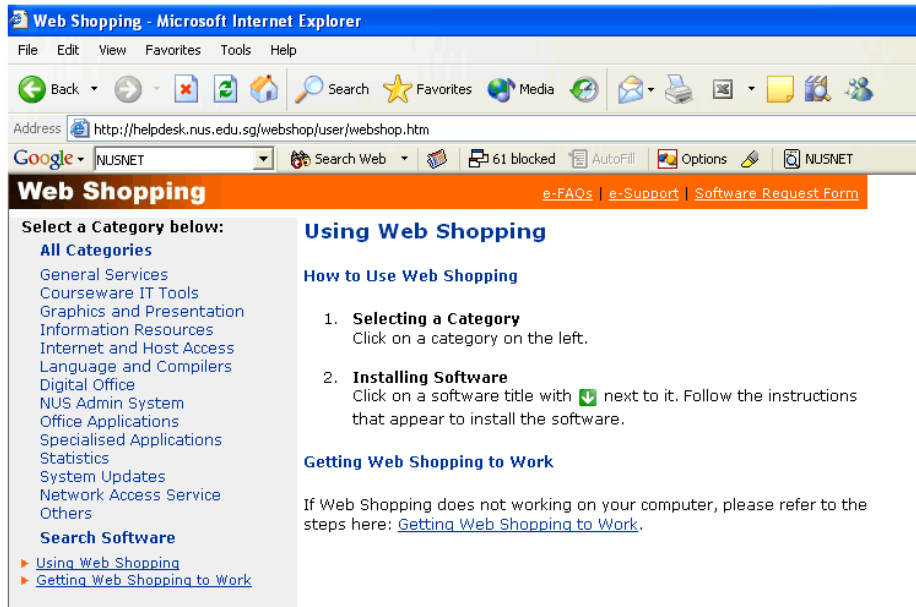 Web Shopping - Microsoft Internet Explorer
File Edit View Favorites Tools Help
Back Search Favorites Media
Address http://helpdesk.nus.edu.sg/webshop/user/webshop.htm
Google NUSNET Search Web 61 blocked AutoFill Options NUSNET
Web Shopping e-FAQs | e-Support | Software Request Form
Select a Category below:
All Categories
General Services
Courseware IT Tools
Graphics and Presentation
Information Resources
Internet and Host Access
Language and Compilers
Digital Office
NUS Admin System
Office Applications
Specialised Applications
Statistics
System Updates
Network Access Service
Others
Search Software
Using Web Shopping
Getting Web Shopping to Work
Using Web Shopping
How to Use Web Shopping
1. Selecting a Category
Click on a category on the left.
2. Installing Software
Click on a software title with next to it. Follow the instructions
that appear to install the software.
Getting Web Shopping to Work
If Web Shopping does not working on your computer, please refer to the
steps here: Getting Web Shopping to Work.